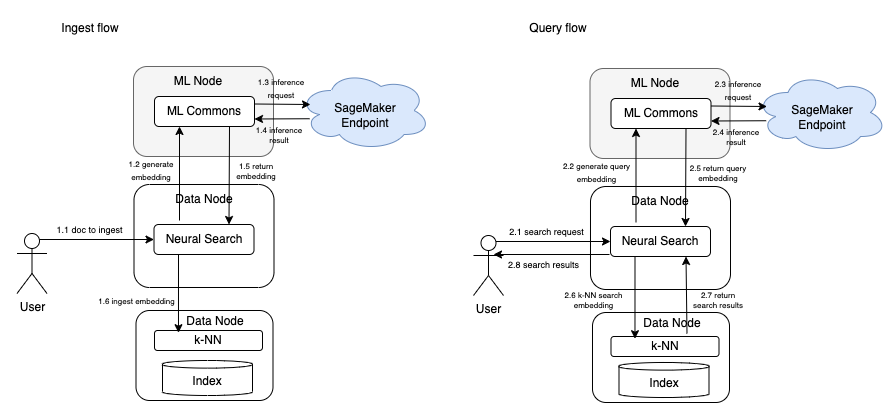 Ingest flow
ML Node
ML Commons
1.3 inference
request
1.4 inference
result
SageMaker
Endpoint
1.2 generate
embedding
1.5 return
embedding
Data Node
Neural Search
1.1 doc to ingest
User
1.6 ingest embedding
Data Node
k-NN
Index
Query flow
ML Node
ML Commons
2.3 inference
request
2.4 inference
result
SageMaker
Endpoint
2.2 generate query
embedding
2.5 return query
embedding
Data Node
Neural Search
2.1 search request
2.8 search results
User
2.6 k-NN search
embedding
2.7 return
search results
Data Node
k-NN
Index